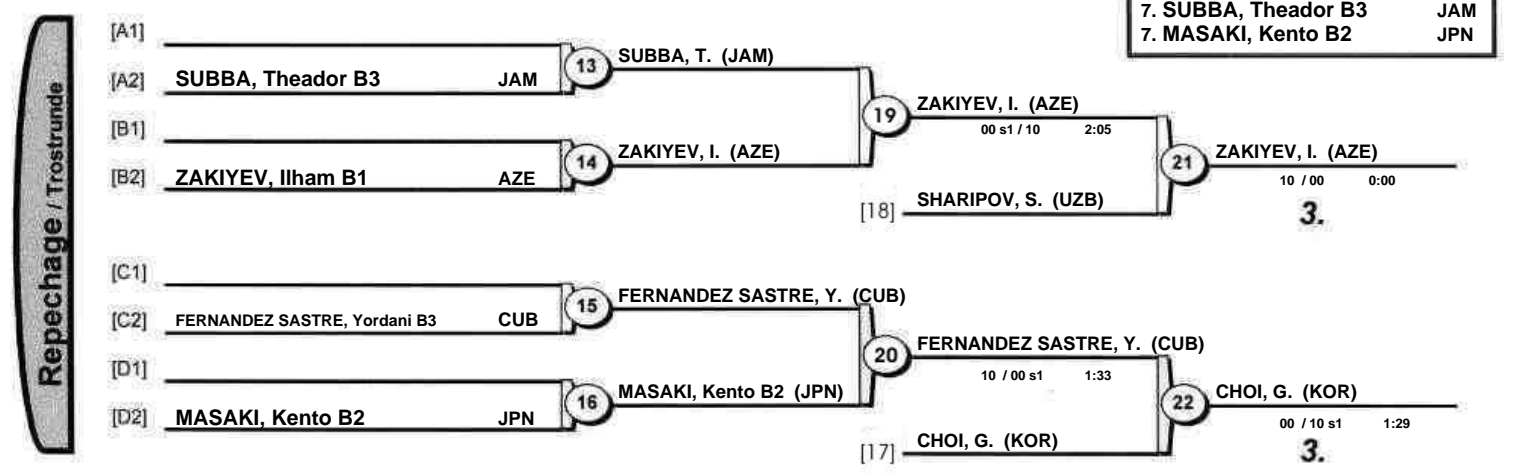 7. SUBBA, Theador B3 JAM
7. MASAKI, Kento B2 JPN
Repechage / Trostrunde
[A1]
[A2] SUBBA, Theador B3 JAM
13 SUBBA, T. (JAM)
[B1]
[B2] ZAKIYEV, Ilham B1 AZE
14 ZAKIYEV, I. (AZE)
19 ZAKIYEV, I. (AZE)
00 s1 / 10 2:05
[18] SHARIPOV, S. (UZB)
21 ZAKIYEV, I. (AZE)
10 / 00 0:00
3.
[C1]
[C2] FERNANDEZ SASTRE, Yordani B3 CUB
15 FERNANDEZ SASTRE, Y. (CUB)
[D1]
[D2] MASAKI, Kento B2 JPN
16 MASAKI, Kento B2 (JPN)
20 FERNANDEZ SASTRE, Y. (CUB)
10 / 00 s1 1:33
[17] CHOI, G. (KOR)
22 CHOI, G. (KOR)
00 / 10 s1 1:29
3.